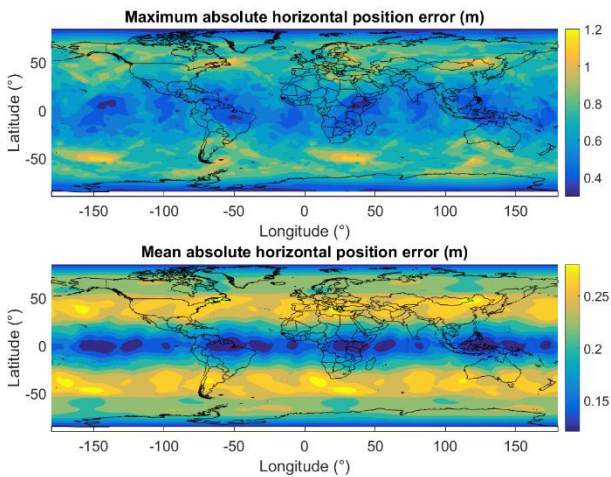 Maximum absolute horizontal position error (m)
1.2
1
0.8
0.6
0.4
50
0
-50
Latitude (°)
-150 -100 -50 0 50 100 150
Longitude (°)
Mean absolute horizontal position error (m)
0.25
0.2
0.15
50
0
-50
Latitude (°)
-150 -100 -50 0 50 100 150
Longitude (°)